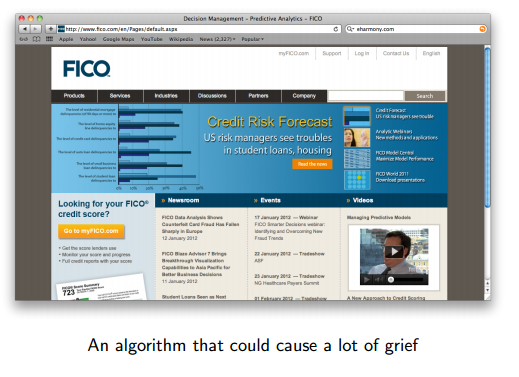 Decision Management – Predictive Analytics – FICO
http://www.fico.com/en/Pages/default.aspx
eharmony.com
Apple Yahoo! Google Maps YouTube Wikipedia News (2,327) Popular
myFICO.com Support Log In Contact Us English
FICO
Products Services Industries Discussions Partners Company Search
Credit Risk Forecast
US risk managers see troubles
in student loans, housing
Read the news
Credit Forecast
US risk managers see trouble
Analytic Webinars
New methods and applications
FICO Model Central
Maximize Model Performance
FICO World 2011
Download presentations
0% 10% 20% 30% 40% 50% 60%
Looking for your FICO®
credit score?
Go to myFICO.com
• Get the score lenders use
• Monitor your score and progress
• Full credit reports with your score
723
» Newsroom
FICO Data Analysis Shows
Counterfeit Card Fraud Has Fallen
Sharply in Europe
12 January 2012
FICO Blaze Advisor 7 Brings
Breakthrough Visualization
Capabilities to Asia Pacific for
Better Business Decisions
11 January 2012
Student Loans Seen as Next
» Events
17 January 2012 — Webinar
FICO Smarter Decisions webinar:
Identifying and Overcoming New
Fraud Trends
22 January 2012 — Tradeshow
ASF
23 January 2012 — Tradeshow
NG Healthcare Payers Summit
» Videos
Managing Predictive Models
A New Approach to Credit Scoring
An algorithm that could cause a lot of grief